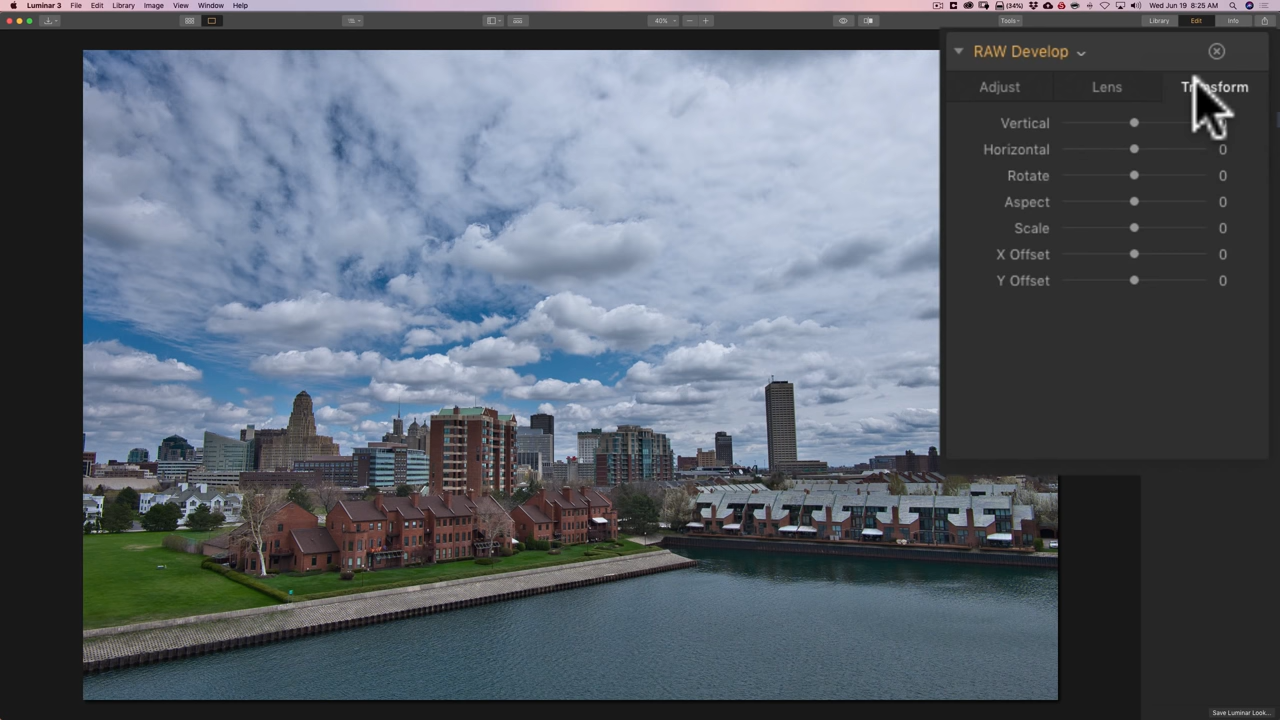 Luminar 3 File Edit Library Image View Window Help (34%) Wed Jun 19 8:25 AM
40% Tools Library Edit Info
RAW Develop
Adjust Lens Transform
Vertical
Horizontal 0
Rotate 0
Aspect 0
Scale 0
X Offset 0
Y Offset 0
Save Luminar Look...